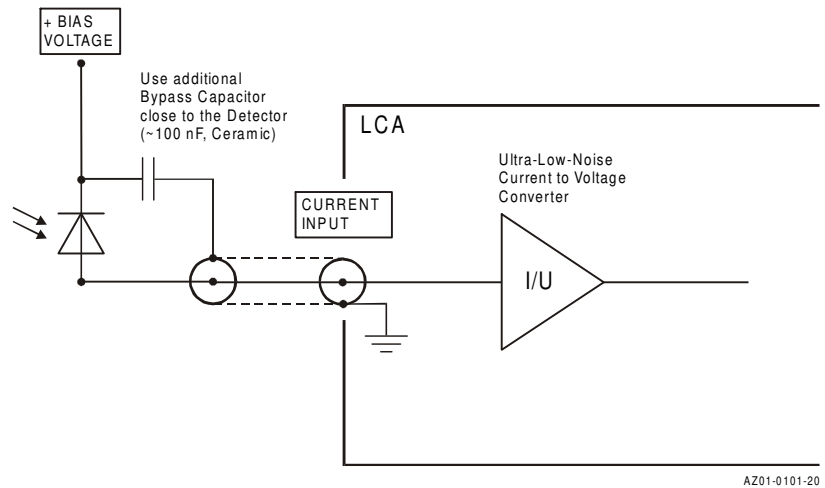 + BIAS
VOLTAGE
Use additional
Bypass Capacitor
close to the Detector
(~100 nF, Ceramic)
LCA
CURRENT
INPUT
Ultra-Low-Noise
Current to Voltage
Converter
I/U
AZ01-0101-20